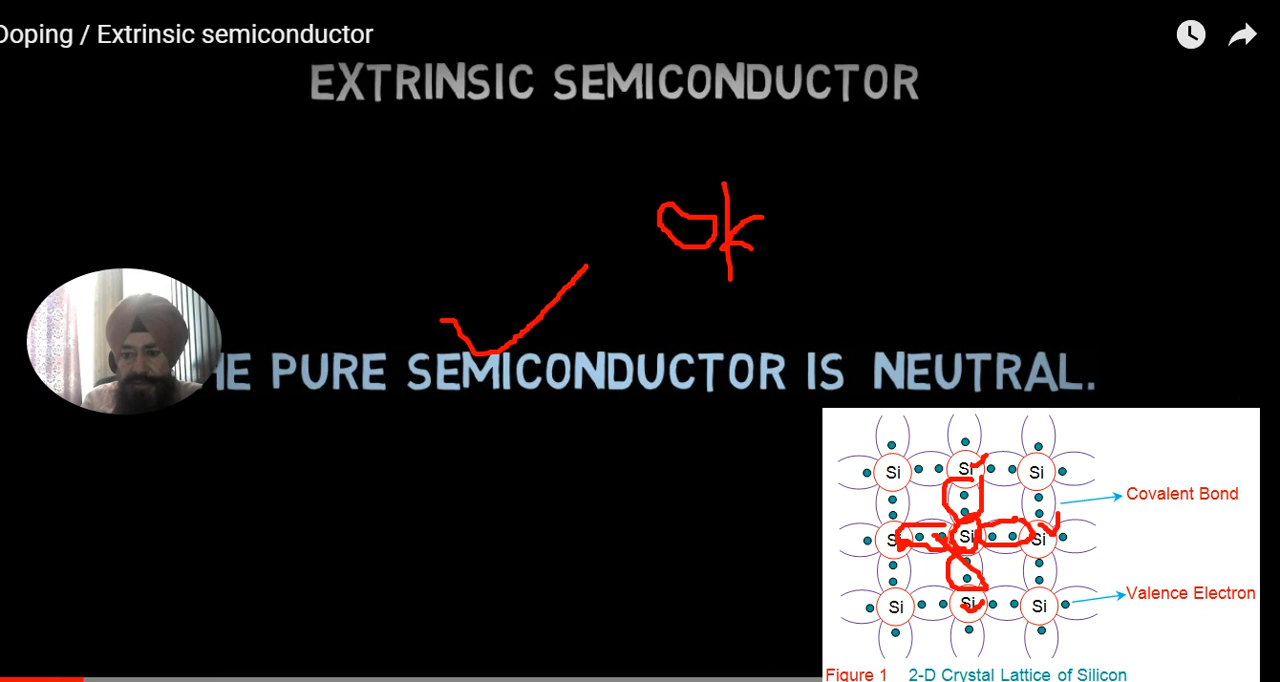 Doping / Extrinsic semiconductor
EXTRINSIC SEMICONDUCTOR
ok
HE PURE SEMICONDUCTOR IS NEUTRAL.
Si Si Si
Covalent Bond
S Si Si
Si Si Si
Valence Electron
Figure 1 2-D Crystal Lattice of Silicon